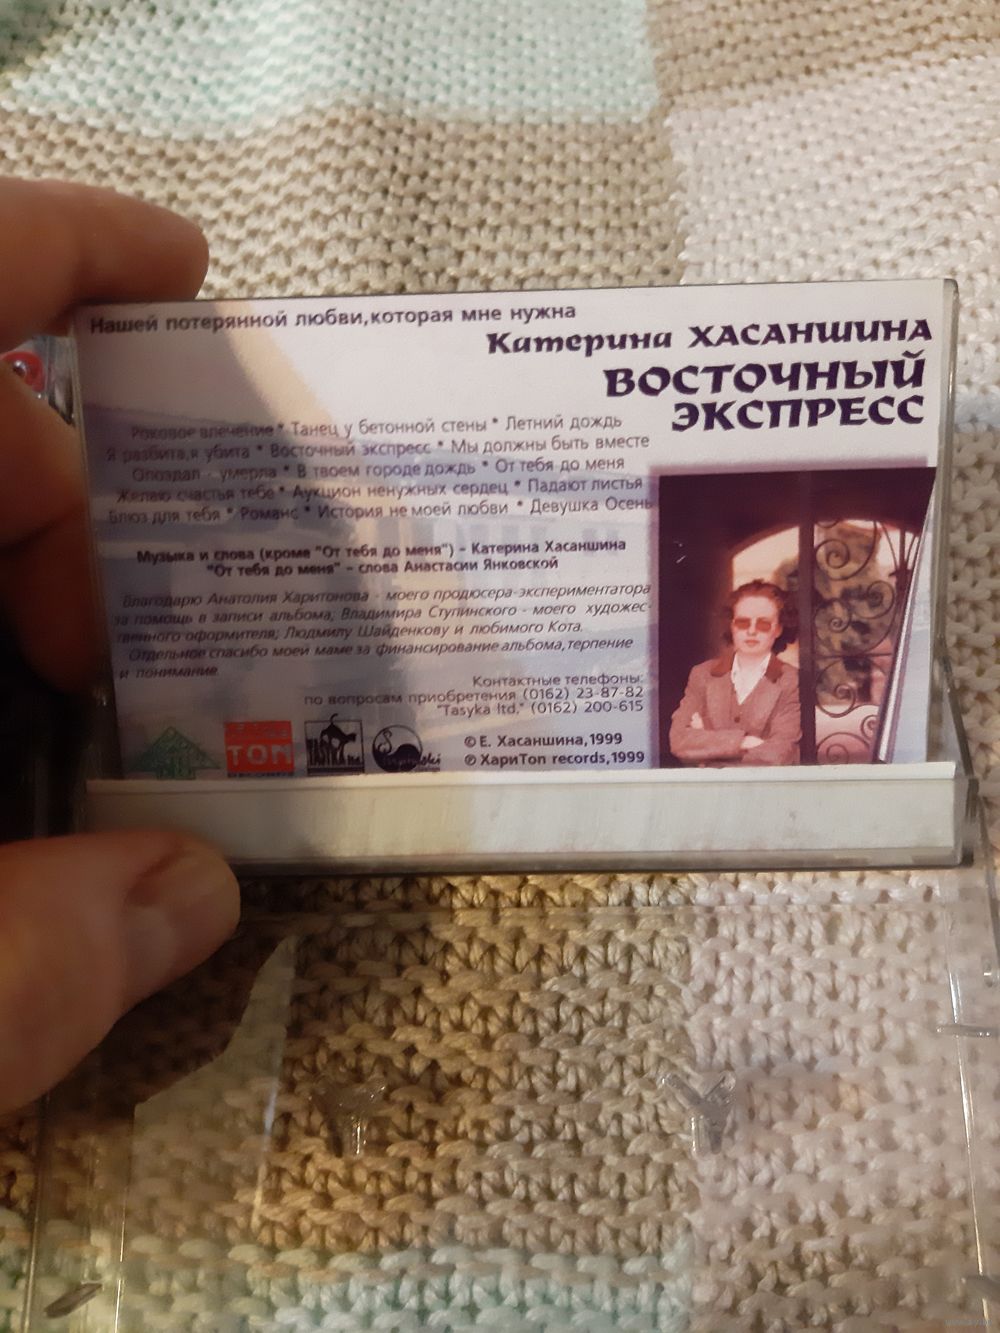 Нашей потерянной любви,которая мне нужна
Катерина ХАСАНШИНА
ВОСТОЧНЫЙ
ЭКСПРЕСС
Роковое влечение * Танец у бетонной стены * Летний дождь
Я разбита,я убита * Восточный экспресс * Мы должны быть вместе
Опоздал - умерла * В твоем городе дождь * От тебя до меня
Желаю счастья тебе * Аукцион ненужных сердец * Падают листья
Блюз для тебя * Романс * История не моей любви * Девушка Осень
Музыка и слова (кроме "От тебя до меня") - Катерина Хасаншина
"От тебя до меня" - слова Анастасии Янковской
Благодарю Анатолия Харитонова - моего продюсера-экспериментатора
за помощь в записи альбома; Владимира Ступинского - моего художес-
твенного оформителя; Людмилу Шайденкову и любимого Кота.
Отдельное спасибо моей маме за финансирование альбома,терпение
и понимание.
Контактные телефоны:
по вопросам приобретения (0162) 23-87-82
"Tasyka ltd." (0162) 200-615
TON
TASYKA
© Е. Хасаншина,1999
℗ ХариТоn records,1999